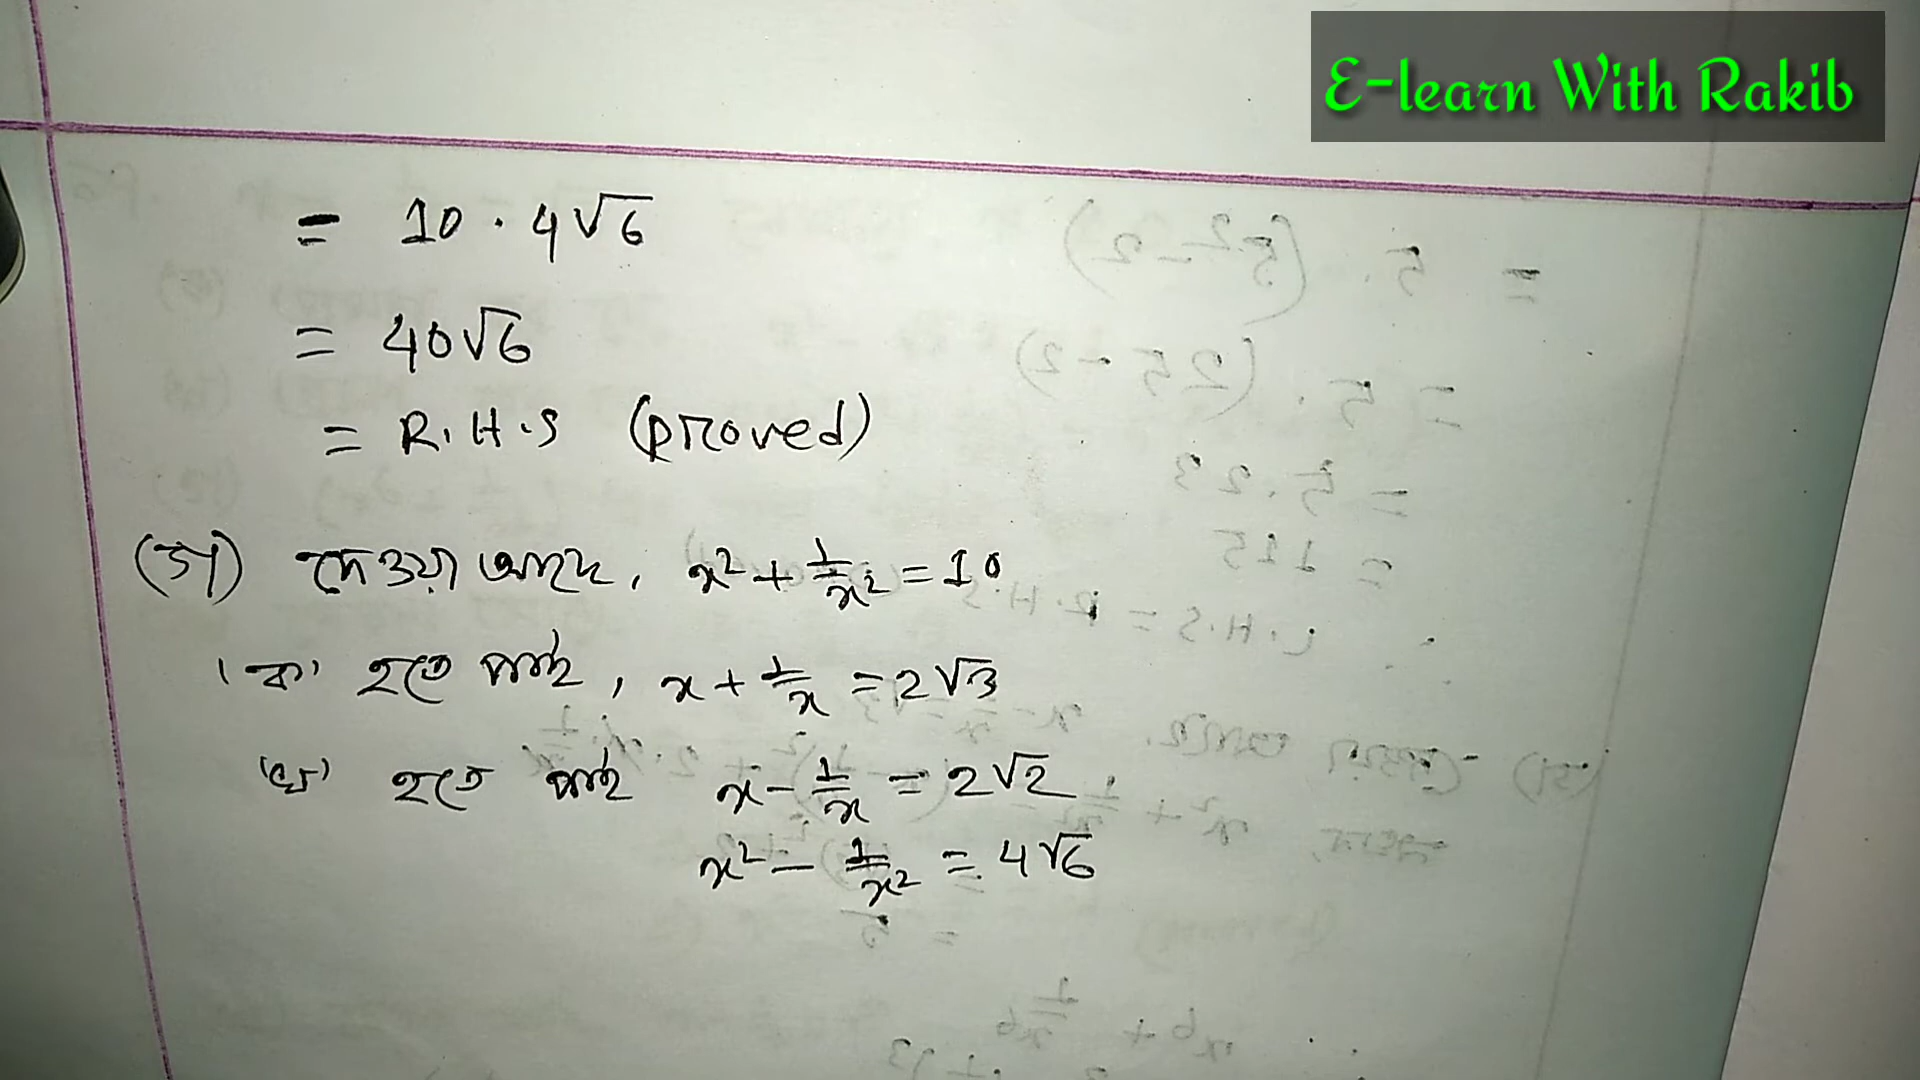 E-learn With Rakib
= 10 · 4√6
= 40√6
= R.H.S (proved)
(গ) দেওয়া আছে, x² + 1/x² = 10
'ক' হতে পাই, x + 1/x = 2√3
'খ' হতে পাই x - 1/x = 2√2
x² - 1/x² = 4√6